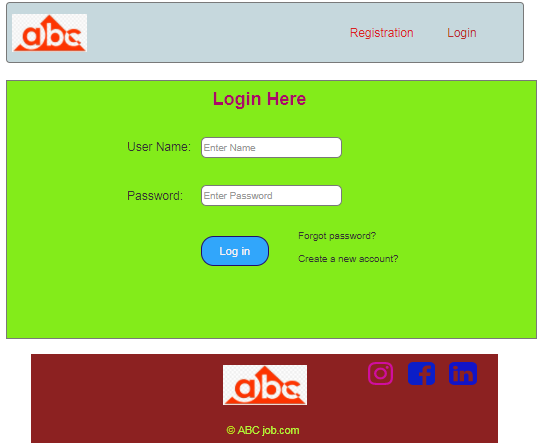 abc
Registration Login
Login Here
User Name: Enter Name
Password: Enter Password
Log in
Forgot password?
Create a new account?
abc
in
© ABC job.com